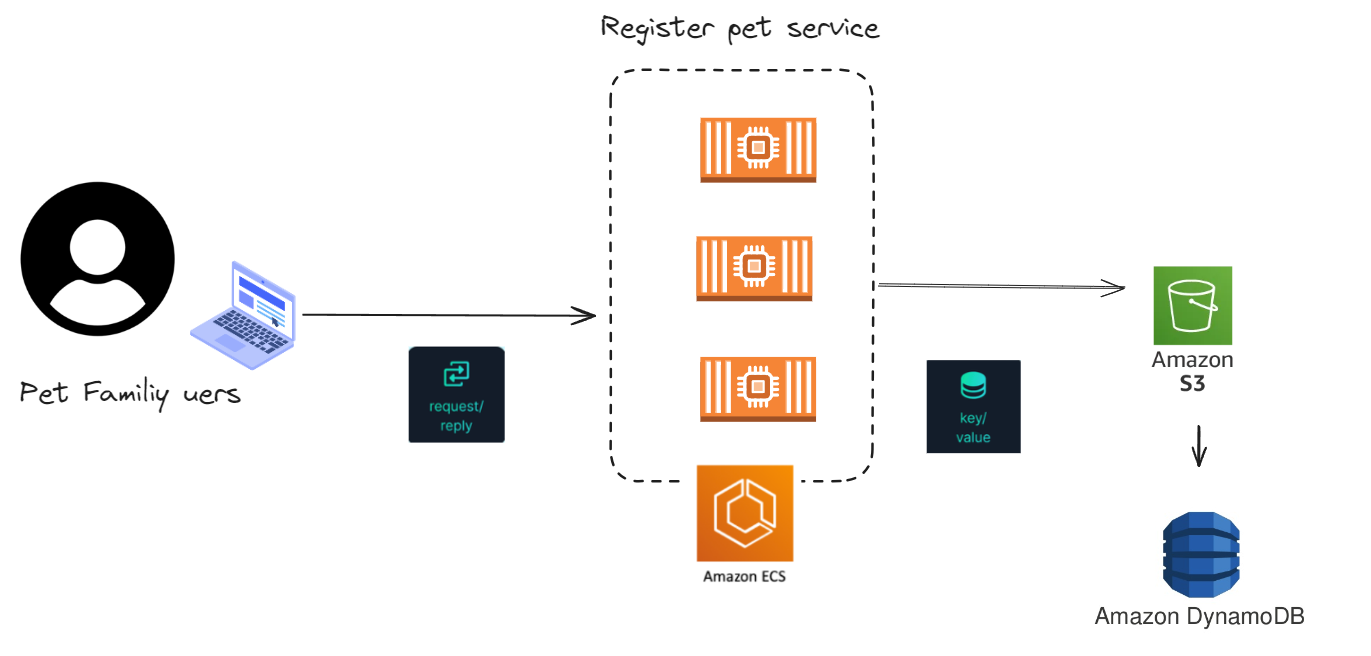 Register pet service
Pet Familiy uers
request/
reply
key/
value
Amazon
S3
Amazon ECS
Amazon DynamoDB